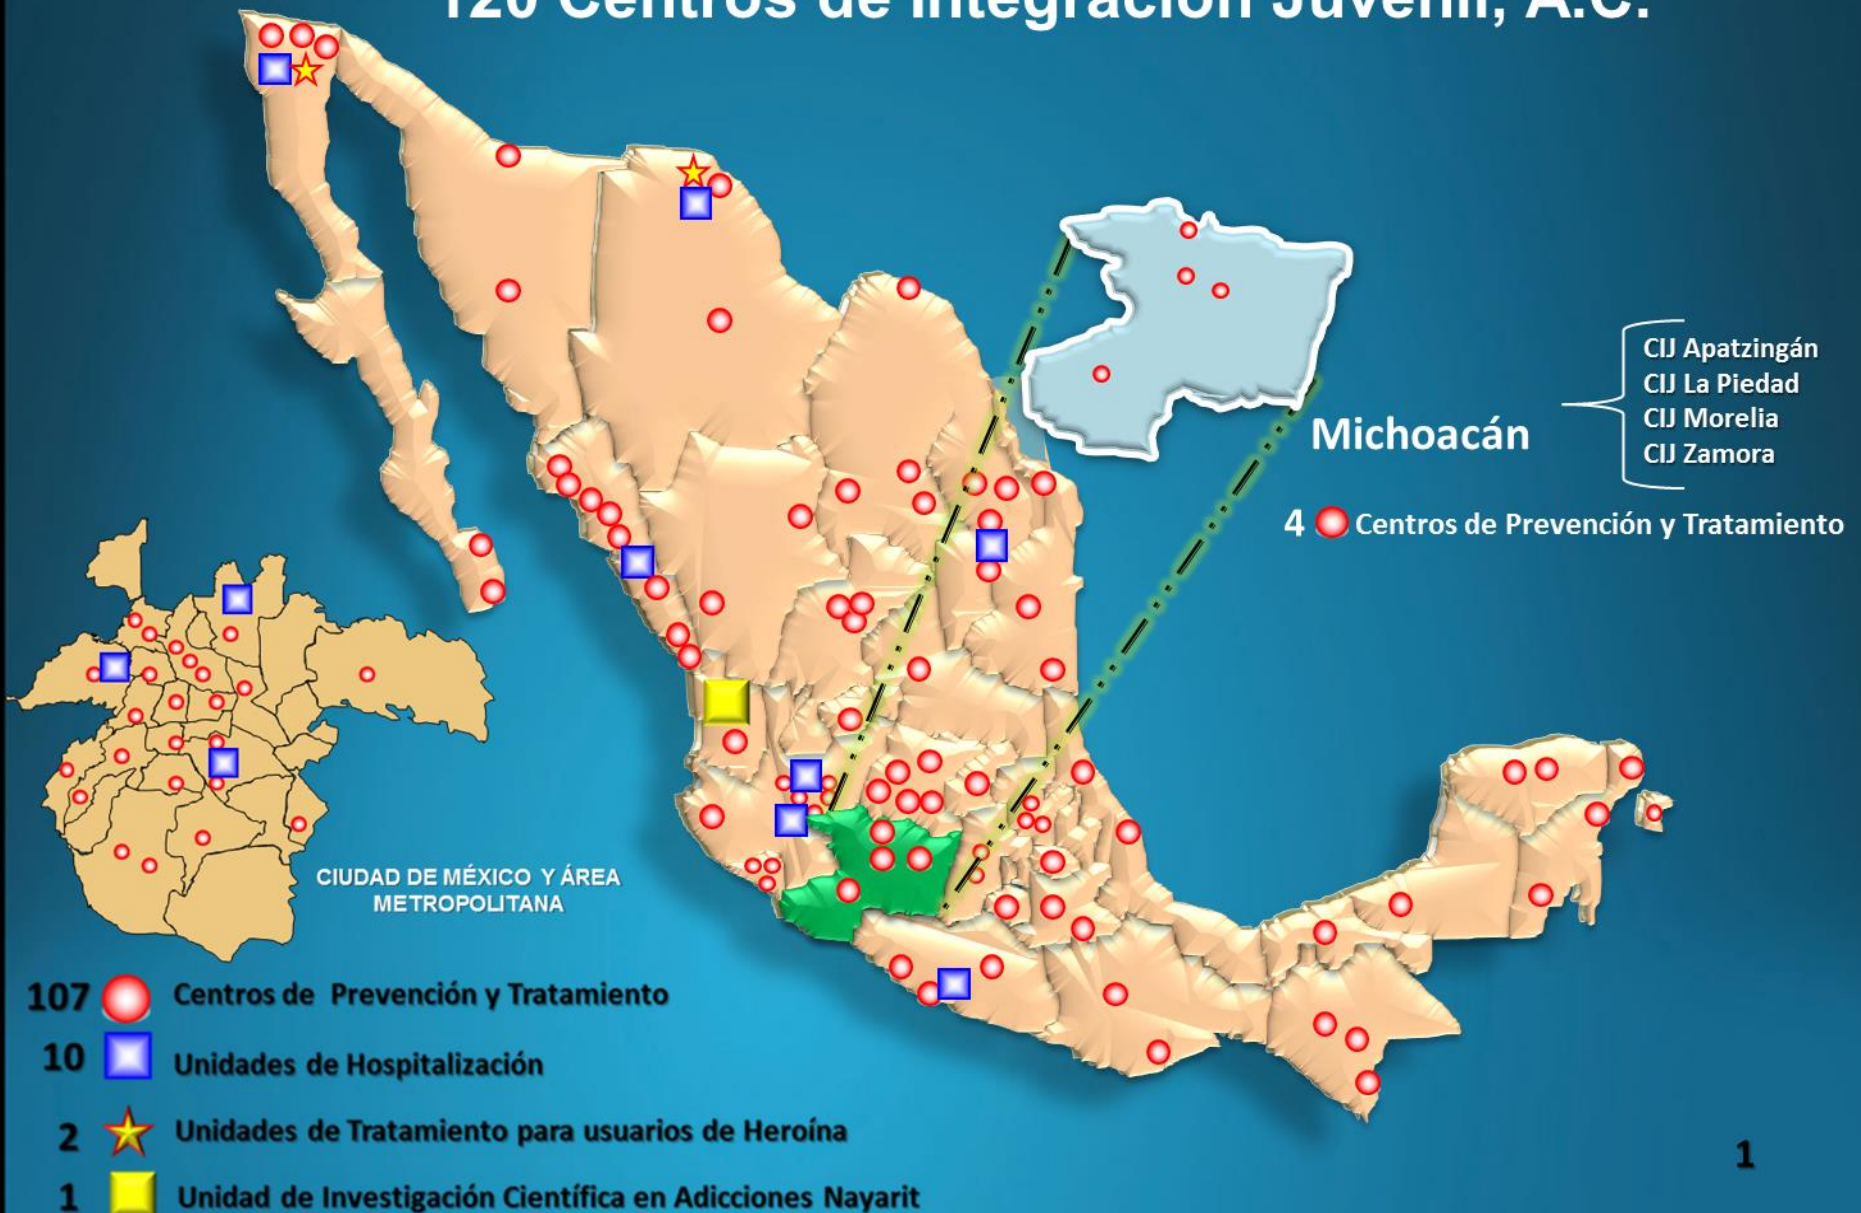 120 Centros de Integración Juvenil, A.C.
CIJ Apatzingán
CIJ La Piedad
CIJ Morelia
CIJ Zamora
Michoacán
4 Centros de Prevención y Tratamiento
CIUDAD DE MÉXICO Y ÁREA
METROPOLITANA
107 Centros de Prevención y Tratamiento
10 Unidades de Hospitalización
2 Unidades de Tratamiento para usuarios de Heroína
1 Unidad de Investigación Científica en Adicciones Nayarit
1